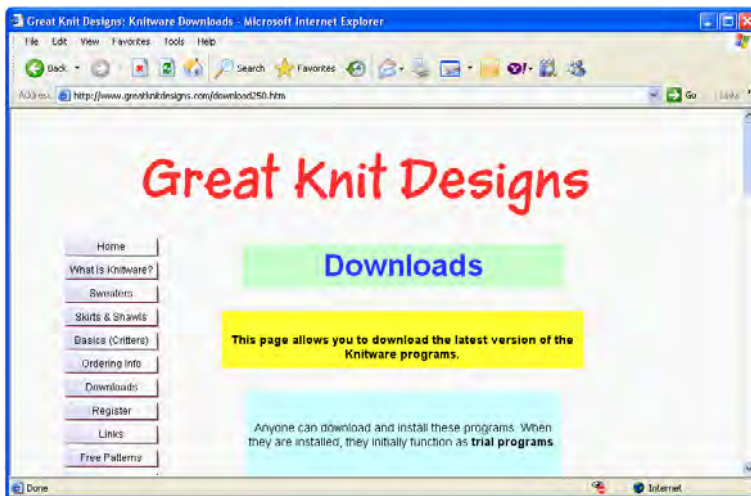 Great Knit Designs: Knitware Downloads - Microsoft Internet Explorer
File Edit View Favorites Tools Help
Back Search Favorites
Address http://www.greatknitdesigns.com/download250.htm Go Links
Great Knit Designs
Home
What is Knitware?
Sweaters
Skirts & Shawls
Basics (Critters)
Ordering Info
Downloads
Register
Links
Free Patterns
Downloads
This page allows you to download the latest version of the
Knitware programs.
Anyone can download and install these programs. When
they are installed, they initially function as trial programs
Done Internet